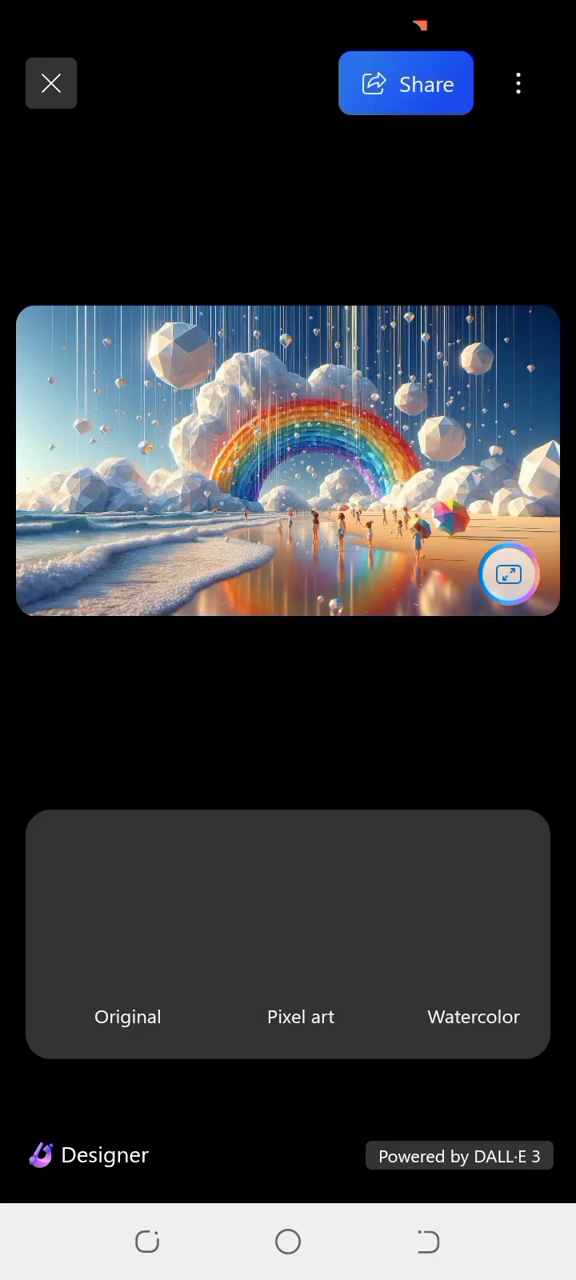 Share
Original
Pixel art
Watercolor
Designer
Powered by DALL·E 3